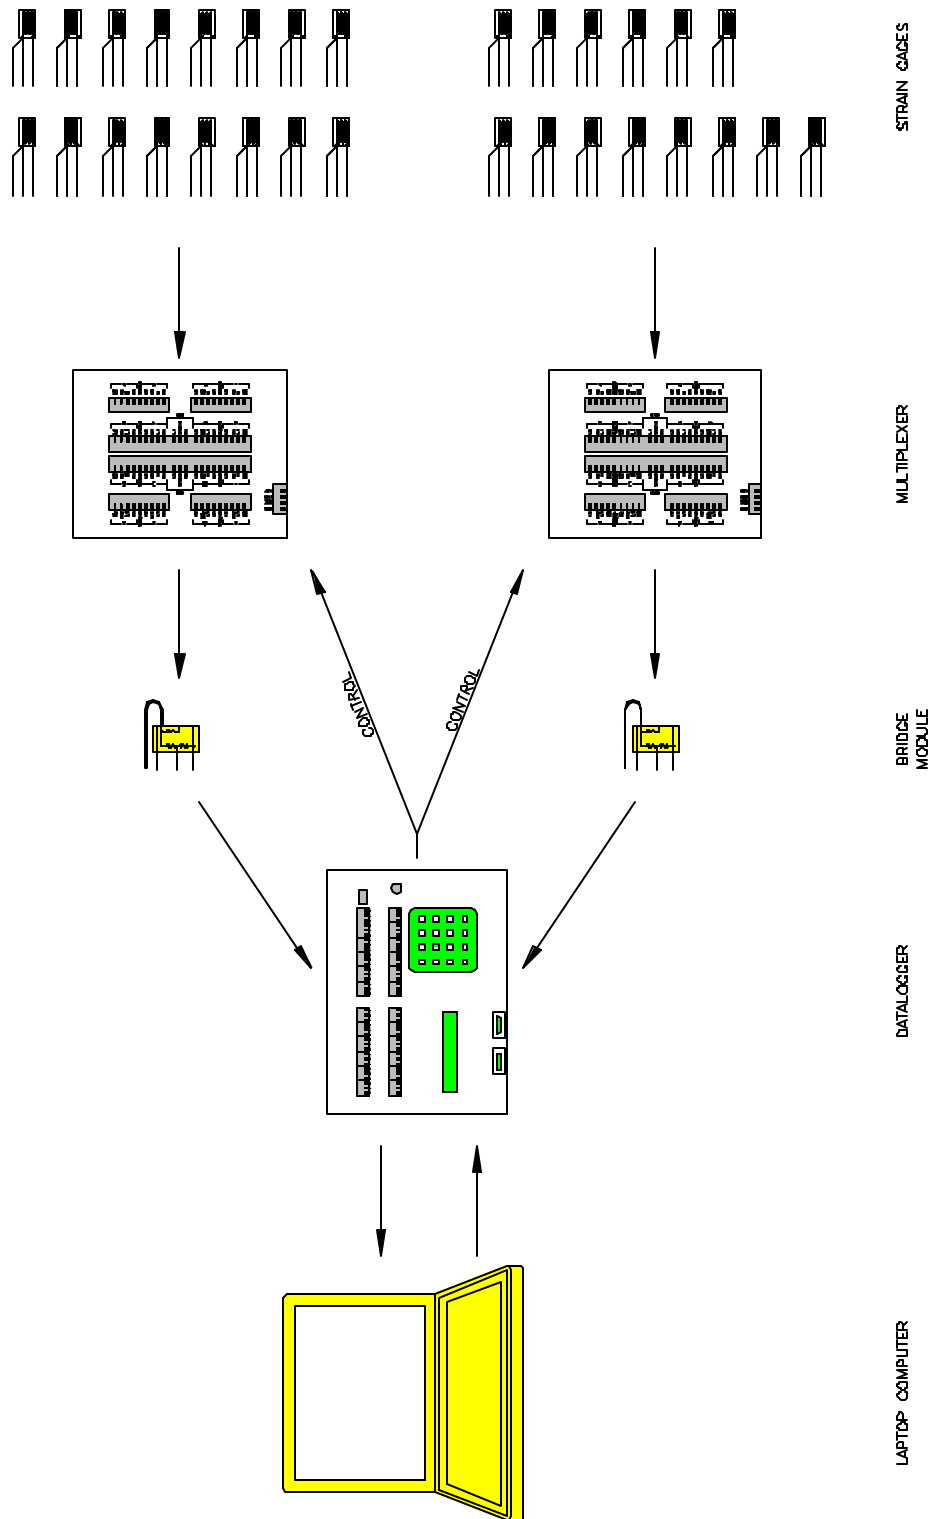 STRAIN GAGES
MULTIPLEXER
CONTROL
CONTROL
BRIDGE
MODULE
DATALOGGER
LAPTOP COMPUTER